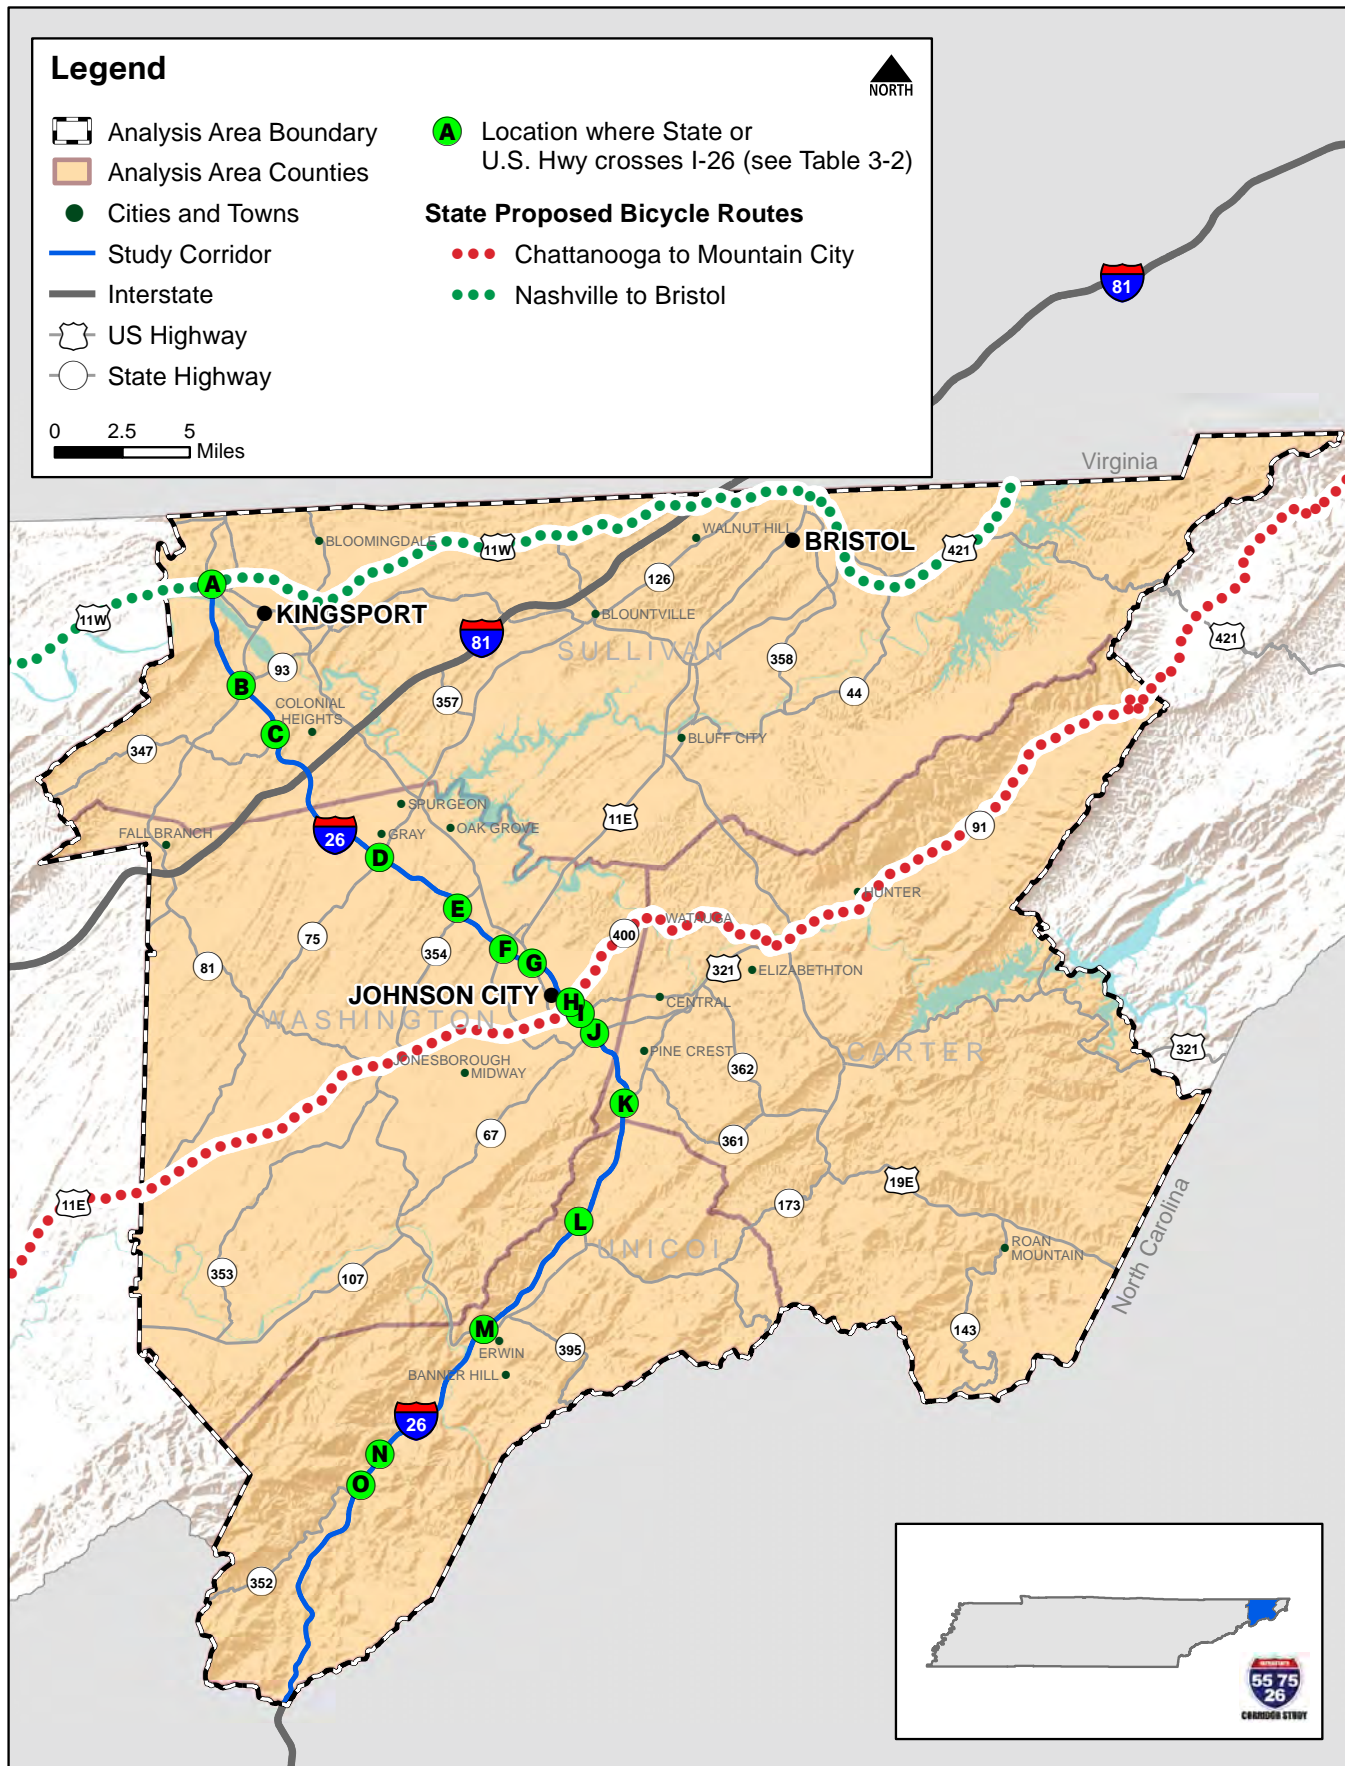 Legend
NORTH
Analysis Area Boundary
Analysis Area Counties
Cities and Towns
Study Corridor
Interstate
US Highway
State Highway
0 2.5 5
Miles
A
Location where State or
U.S. Hwy crosses I-26 (see Table 3-2)
State Proposed Bicycle Routes
Chattanooga to Mountain City
Nashville to Bristol
81
Virginia
WALNUT HILL
BRISTOL
BLOOMINGDALE
11W
421
126
A
11W
KINGSPORT
BLOUNTVILLE
81
SULLIVAN
421
93
358
B
357
44
COLONIAL
HEIGHTS
C
347
BLUFF CITY
SPURGEON
11E
26
GRAY
OAK GROVE
91
FALL BRANCH
D
HUNTER
E
WATAUGA
75
400
354
F
G
81
321
ELIZABETHTON
JOHNSON CITY
H
CENTRAL
I
WASHINGTON
J
321
JONESBOROUGH
PINE CREST
CARTER
MIDWAY
362
K
67
361
19E
11E
173
L
UNICOI
ROAN
MOUNTAIN
North Carolina
353
107
M
143
ERWIN
395
BANNER HILL
26
N
O
352
INTERSTATE
55 75
26
CORRIDOR STUDY